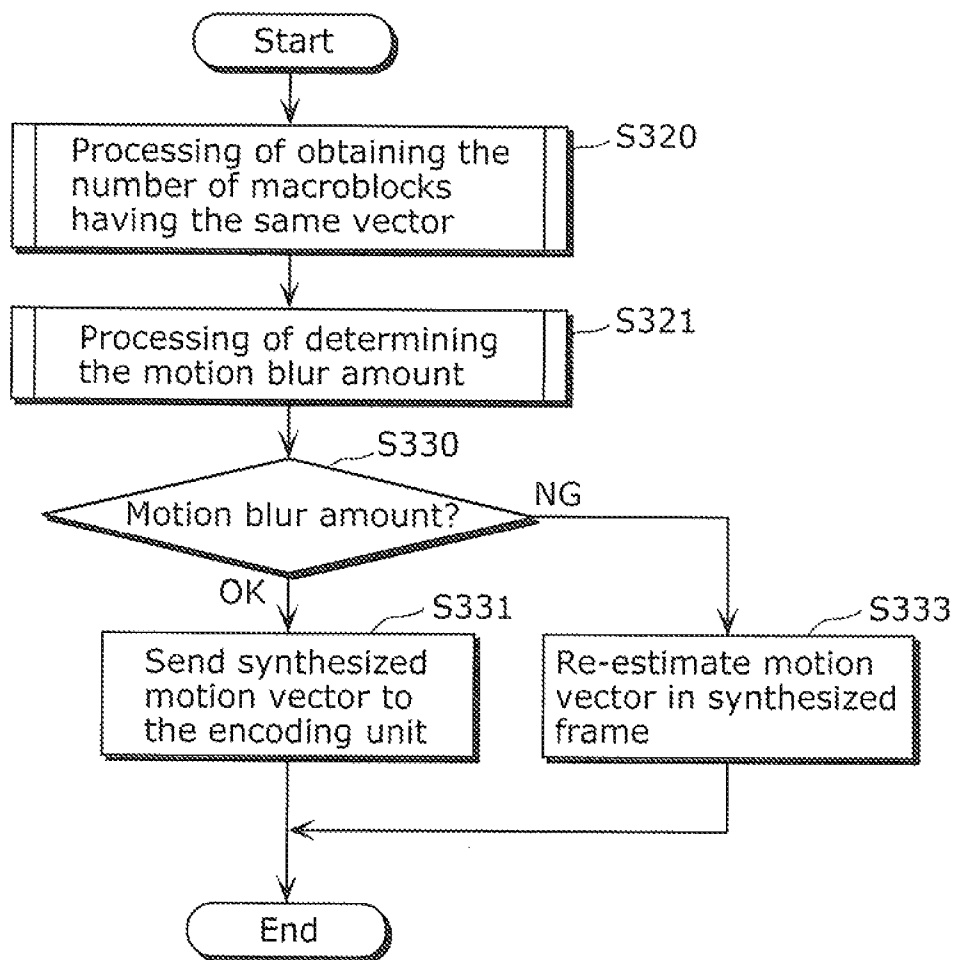 Start
Processing of obtaining the
number of macroblocks
having the same vector
S320
Processing of determining
the motion blur amount
S321
S330
Motion blur amount?
NG
OK
S331
Send synthesized
motion vector to
the encoding unit
S333
Re-estimate motion
vector in synthesized
frame
End